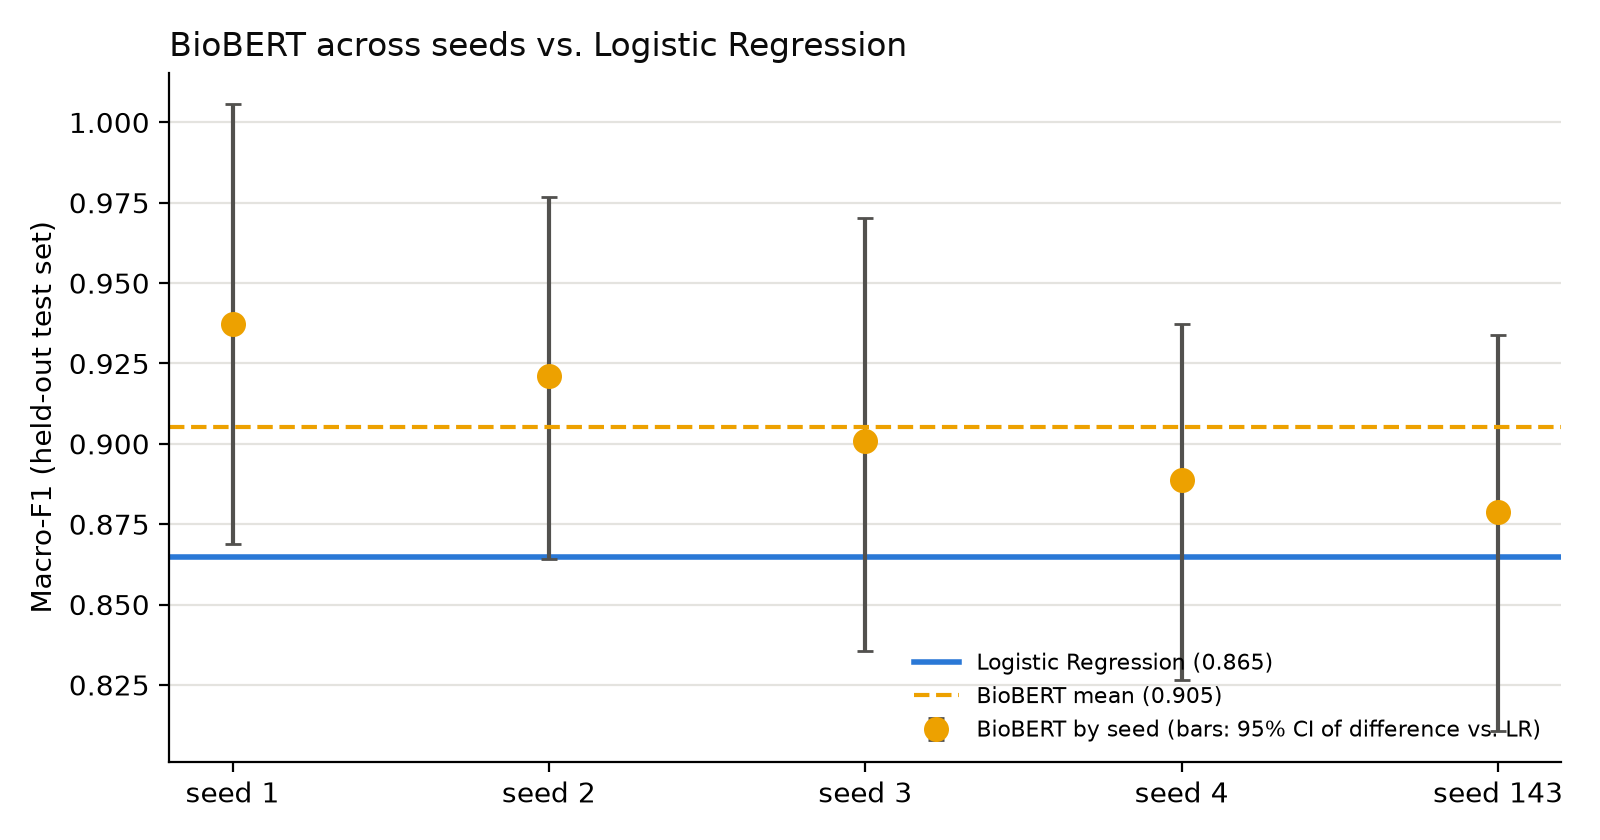 BioBERT across seeds vs. Logistic Regression
Macro-F1 (held-out test set)
1.000
0.975
0.950
0.925
0.900
0.875
0.850
0.825
Logistic Regression (0.865)
BioBERT mean (0.905)
BioBERT by seed (bars: 95% CI of difference vs. LR)
seed 1
seed 2
seed 3
seed 4
seed 143